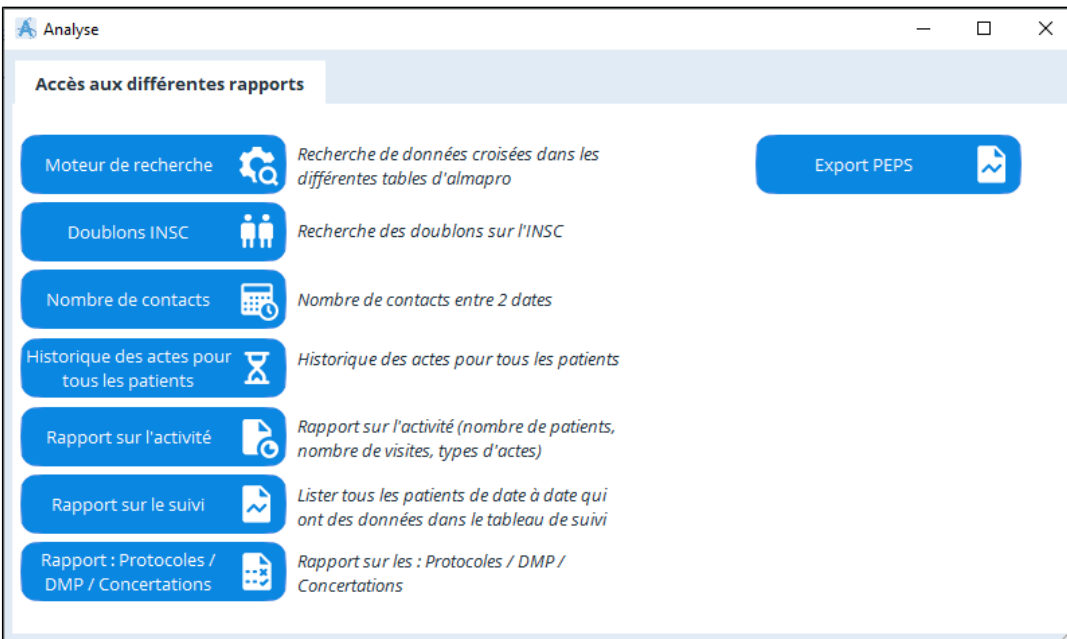 Analyse
Accès aux différentes rapports
Moteur de recherche
Recherche de données croisées dans les
différentes tables d'almapro
Export PEPS
Doublons INSC
Recherche des doublons sur l'INSC
Nombre de contacts
Nombre de contacts entre 2 dates
Historique des actes pour
tous les patients
Historique des actes pour tous les patients
Rapport sur l'activité
Rapport sur l'activité (nombre de patients,
nombre de visites, types d'actes)
Rapport sur le suivi
Lister tous les patients de date à date qui
ont des données dans le tableau de suivi
Rapport : Protocoles /
DMP / Concertations
Rapport sur les : Protocoles / DMP /
Concertations